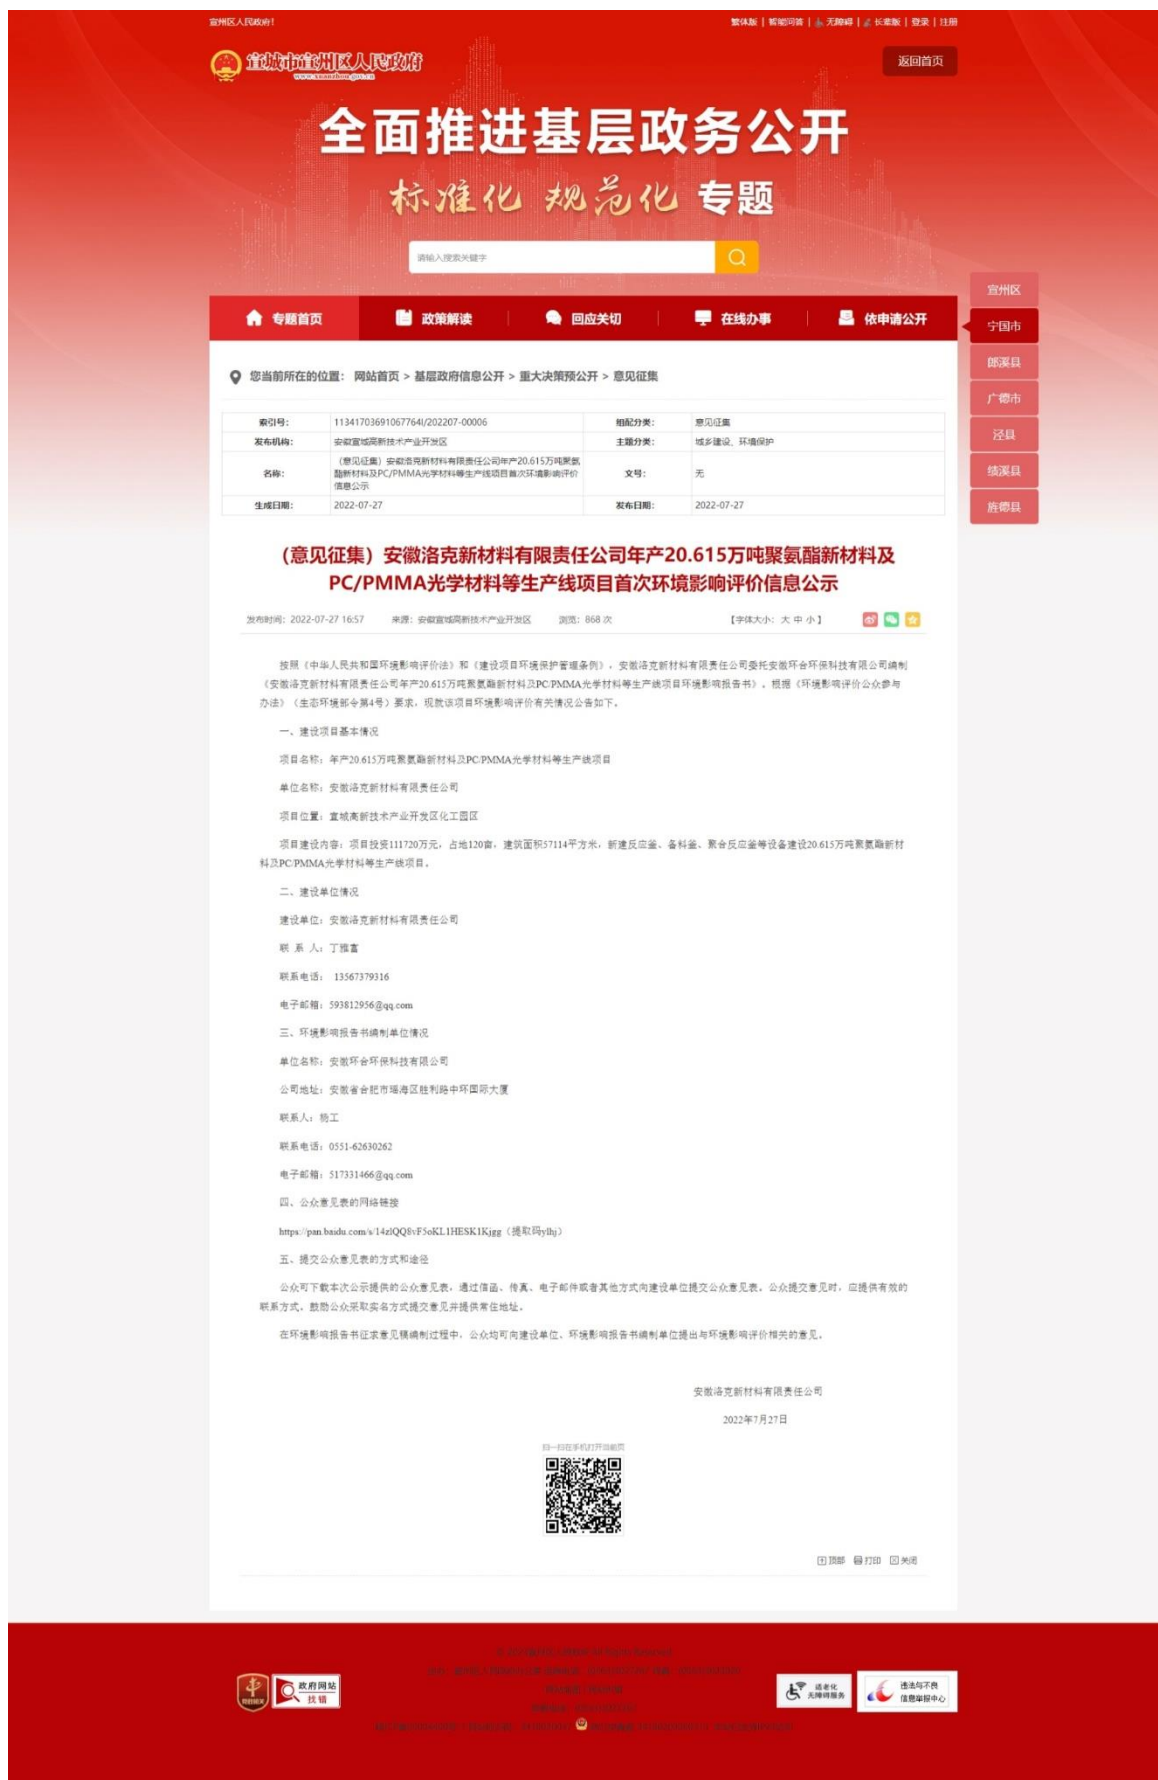 宣州区人民政府!
繁体版 | 智能问答 | 无障碍 | 长辈版 | 登录 | 注册
宣城市宣州区人民政府
www.xuanzhou.gov.cn
返回首页
全面推进基层政务公开
标准化 规范化 专题
请输入搜索关键字
宣州区
宁国市
郎溪县
广德市
泾县
绩溪县
旌德县
专题首页 政策解读 回应关切 在线办事 依申请公开
您当前所在的位置: 网站首页 > 基层政府信息公开 > 重大决策预公开 > 意见征集
索引号: 11341703691067764I/202207-00006 组配分类: 意见征集
发布机构: 安徽宣城高新技术产业开发区 主题分类: 城乡建设、环境保护
名称: (意见征集)安徽洛克新材料有限责任公司年产20.615万吨聚氨
酯新材料及PC/PMMA光学材料等生产线项目首次环境影响评价
信息公示
文号: 无
生成日期: 2022-07-27 发布日期: 2022-07-27
(意见征集)安徽洛克新材料有限责任公司年产20.615万吨聚氨酯新材料及
PC/PMMA光学材料等生产线项目首次环境影响评价信息公示
发布时间: 2022-07-27 16:57 来源: 安徽宣城高新技术产业开发区 浏览: 868 次 【字体大小: 大 中 小】
按照《中华人民共和国环境影响评价法》和《建设项目环境保护管理条例》,安徽洛克新材料有限责任公司委托安徽环合环保科技有限公司编制
《安徽洛克新材料有限责任公司年产20.615万吨聚氨酯新材料及PC/PMMA光学材料等生产线项目环境影响报告书》。根据《环境影响评价公众参与
办法》(生态环境部令第4号)要求,现就该项目环境影响评价有关情况公告如下。
一、建设项目基本情况
项目名称: 年产20.615万吨聚氨酯新材料及PC/PMMA光学材料等生产线项目
单位名称: 安徽洛克新材料有限责任公司
项目位置: 宣城高新技术产业开发区化工园区
项目建设内容: 项目投资111720万元,占地120亩,建筑面积57114平方米,新建反应釜、备料釜、聚合反应釜等设备建设20.615万吨聚氨酯新材
料及PC/PMMA光学材料等生产线项目。
二、建设单位情况
建设单位: 安徽洛克新材料有限责任公司
联 系 人: 丁雅富
联系电话: 13567379316
电子邮箱: 593812956@qq.com
三、环境影响报告书编制单位情况
单位名称: 安徽环合环保科技有限公司
公司地址: 安徽省合肥市瑶海区胜利路中环国际大厦
联系人: 杨工
联系电话: 0551-62630262
电子邮箱: 517331466@qq.com
四、公众意见表的网络链接
https://pan.baidu.com/s/14zlQQ8vF5oKL1HESK1Kjgg(提取码ylhj)
五、提交公众意见表的方式和途径
公众可下载本次公示提供的公众意见表,通过信函、传真、电子邮件或者其他方式向建设单位提交公众意见表。公众提交意见时,应提供有效的
联系方式。鼓励公众采取实名方式提交意见并提供常住地址。
在环境影响报告书征求意见稿编制过程中,公众均可向建设单位、环境影响报告书编制单位提出与环境影响评价相关的意见。
安徽洛克新材料有限责任公司
2022年7月27日
扫一扫在手机打开当前页
顶部 打印 关闭
政府网站
找错
适老化
无障碍服务
违法与不良
信息举报中心